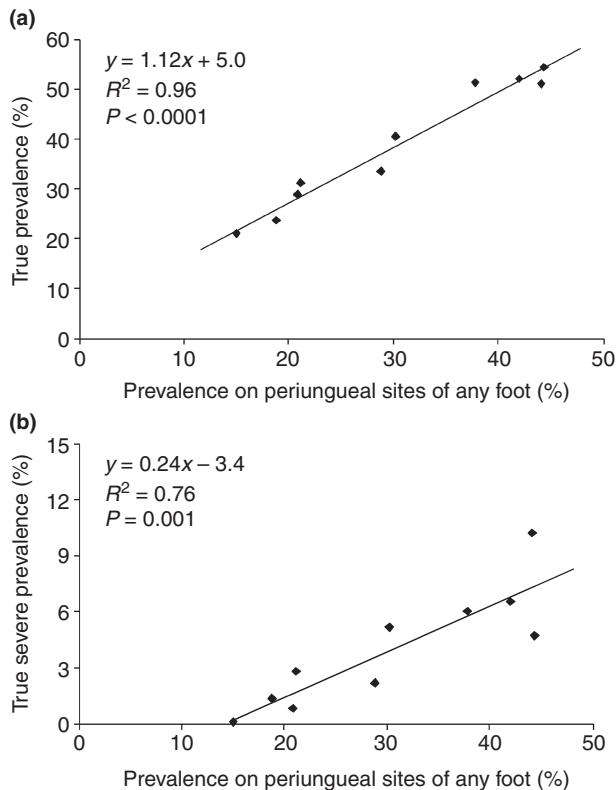 (a)
60
50
40
30
20
10
0
True prevalence (%)
y = 1.12x + 5.0
R² = 0.96
P < 0.0001
0 10 20 30 40 50
Prevalence on periungueal sites of any foot (%)
(b)
15
12
9
6
3
0
True severe prevalence (%)
y = 0.24x – 3.4
R² = 0.76
P = 0.001
0 10 20 30 40 50
Prevalence on periungueal sites of any foot (%)